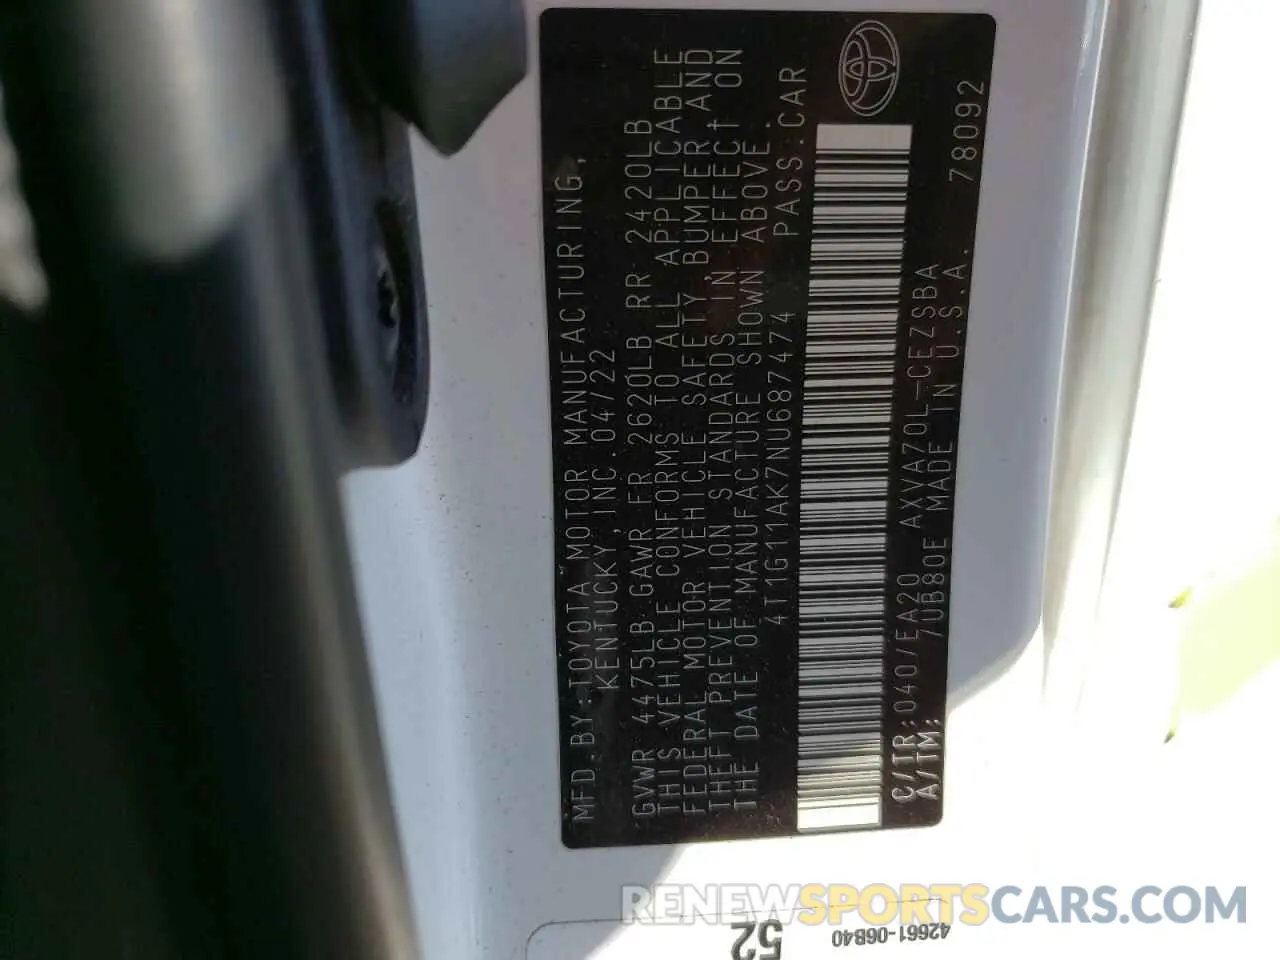 MFD.BY:TOYOTA MOTOR MANUFACTURING,
KENTUCKY,INC.04/22
GVWR 4475LB GAWR FR 2620LB RR 2420LB
THIS VEHICLE CONFORMS TO ALL APPLICABLE
FEDERAL MOTOR VEHICLE SAFETY,BUMPER,AND
THEFT PREVENTION STANDARDS IN EFFECT ON
THE DATE OF MANUFACTURE SHOWN ABOVE.
4T1G11AK7NU687474 PASS.CAR
C/TR:040/EA20 AXVA70L-CEZSBA
A/TM: 70B80E MADE IN U.S.A. 78092
52
42661-06B40
RENEWSPORTSCARS.COM